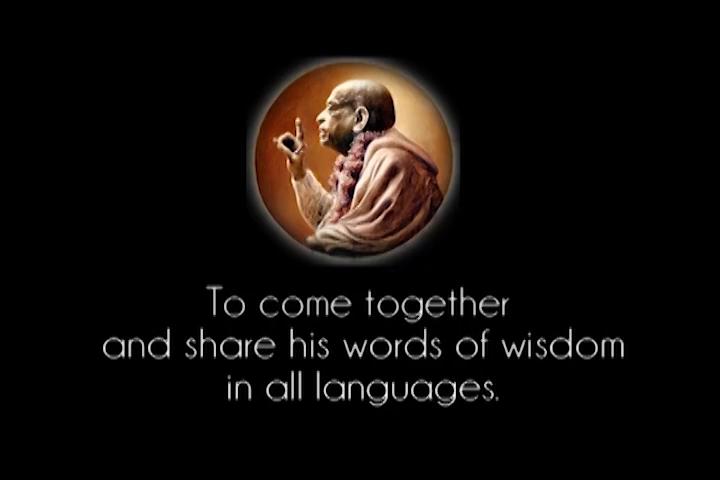 To come together
and share his words of wisdom
in all languages.